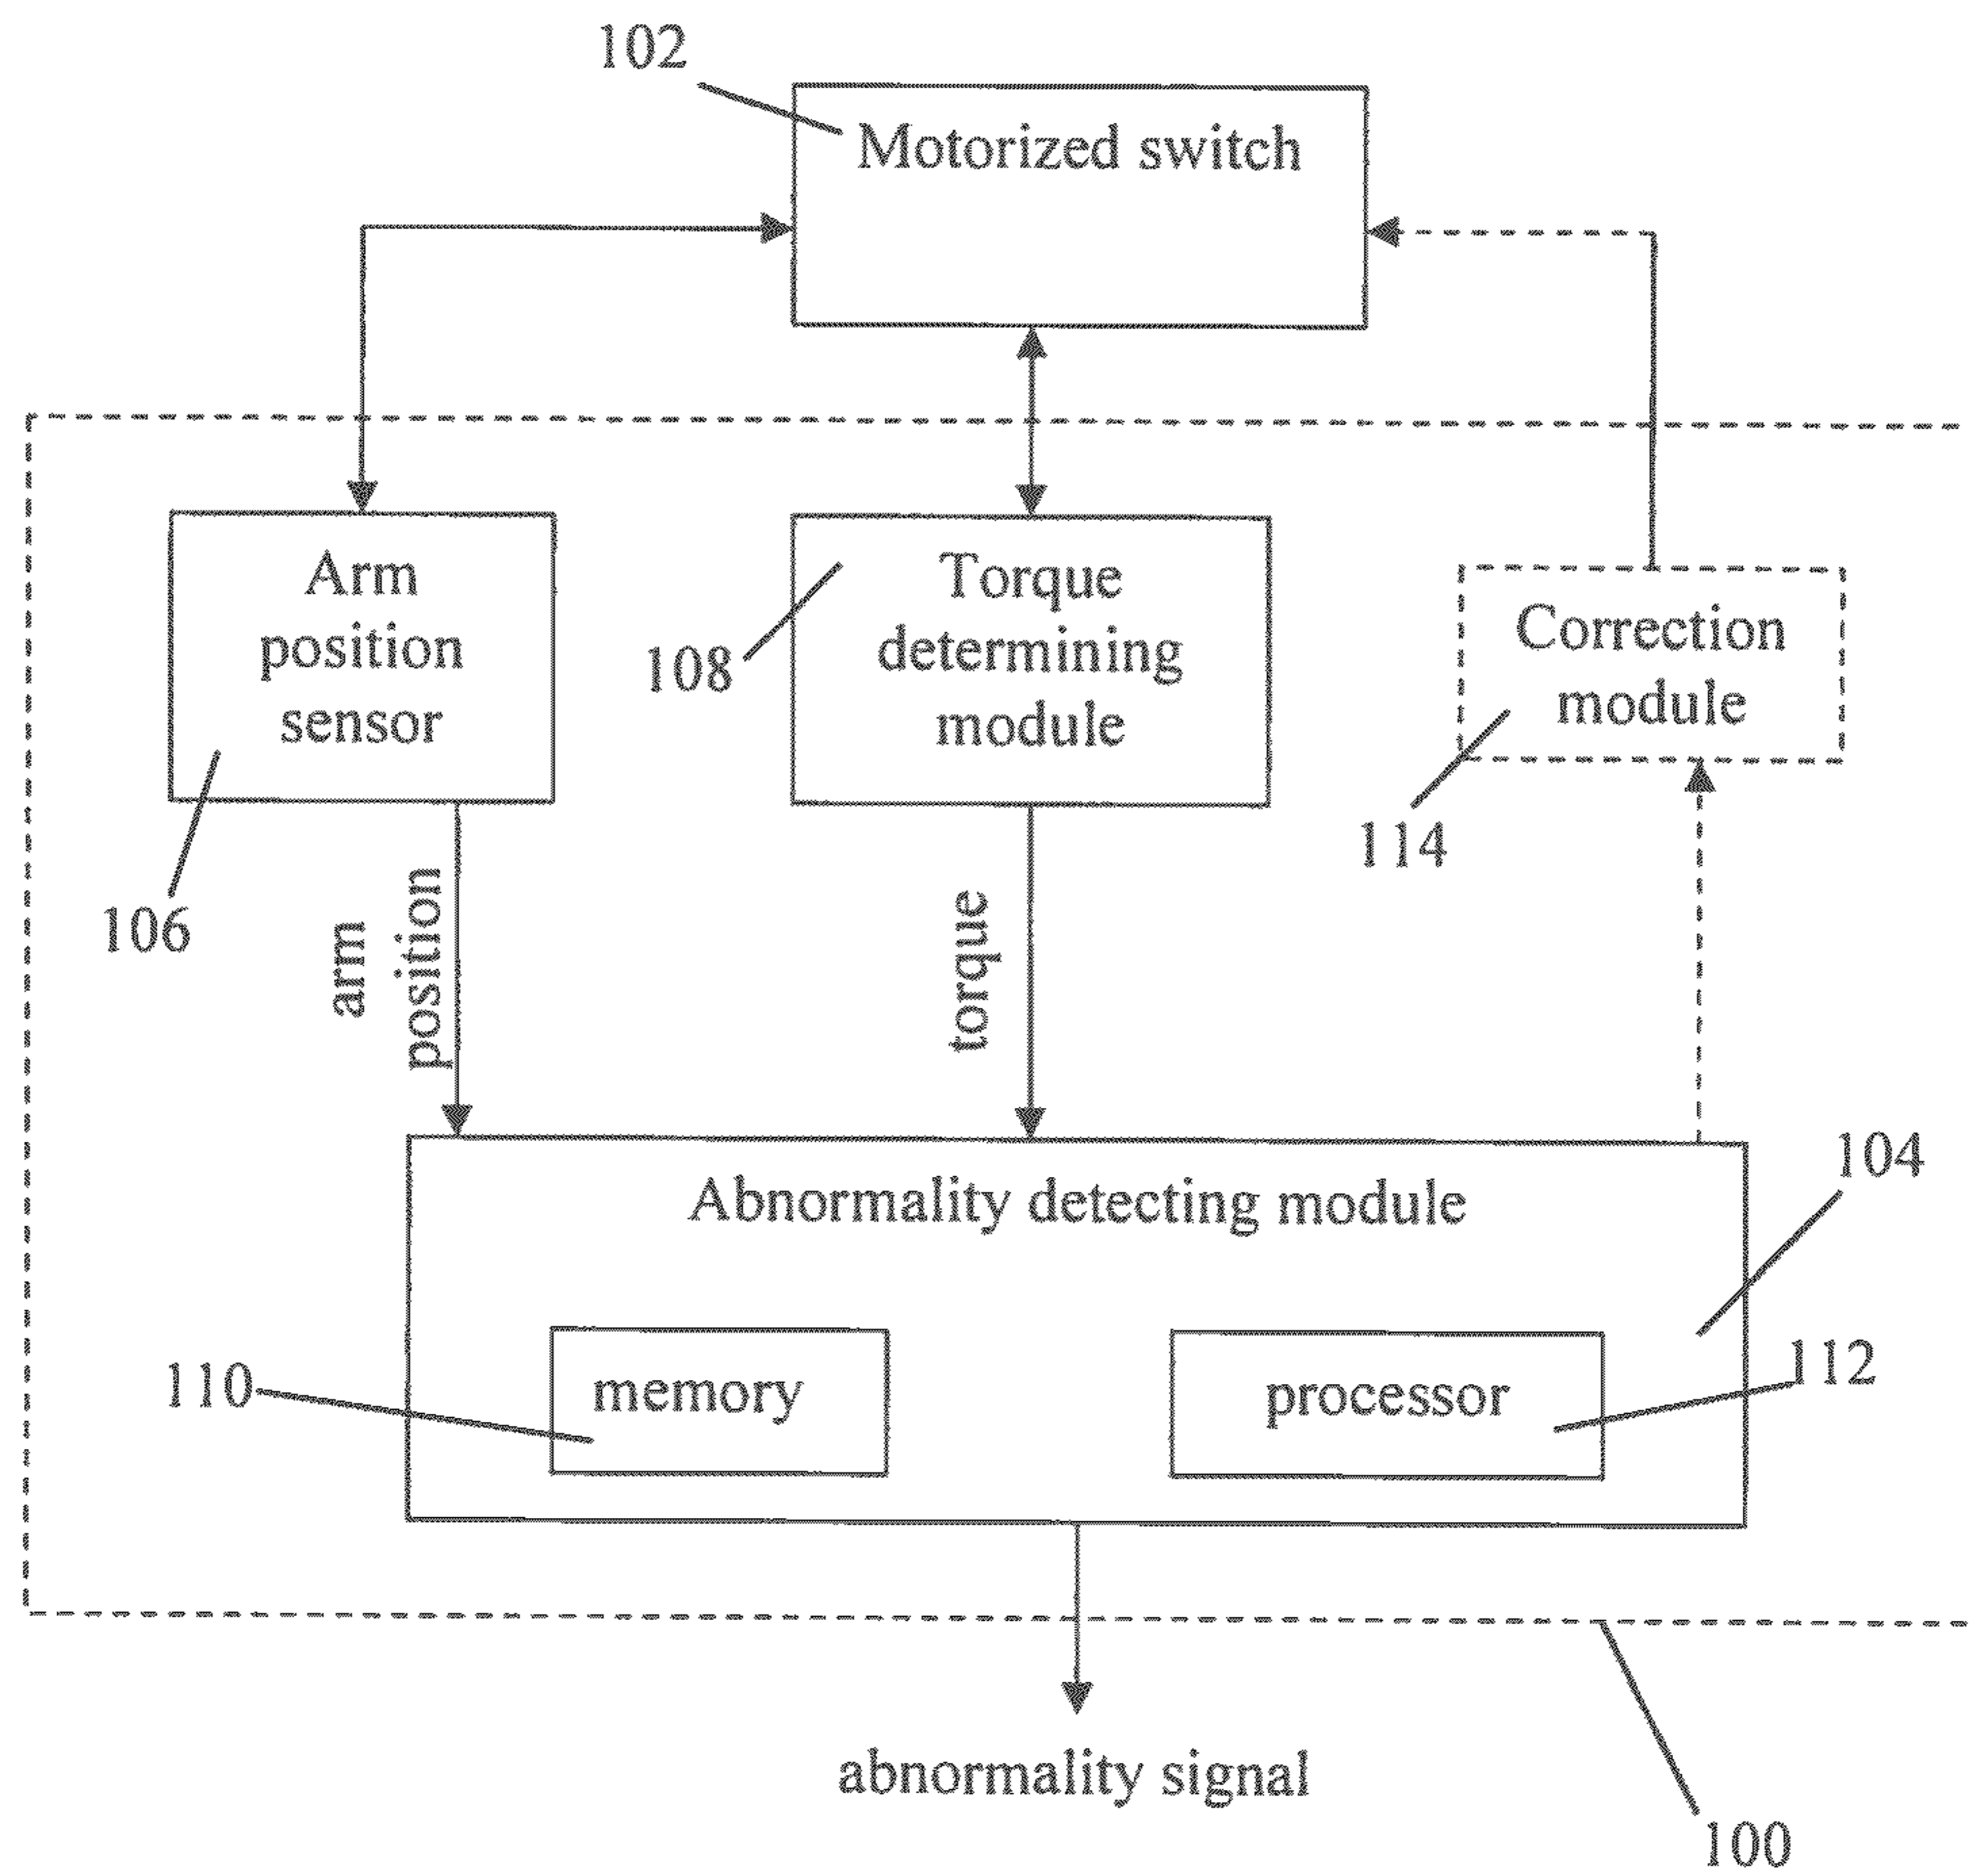 102
Motorized switch
Arm
position
sensor
106
108
Torque
determining
module
Correction
module
114
arm
position
torque
104
Abnormality detecting module
110
memory
processor
112
abnormality signal
100